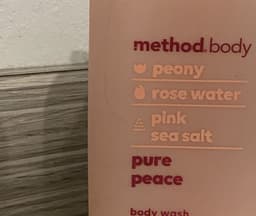 method. body
peony
rose water
pink
sea salt
pure
peace
body wash